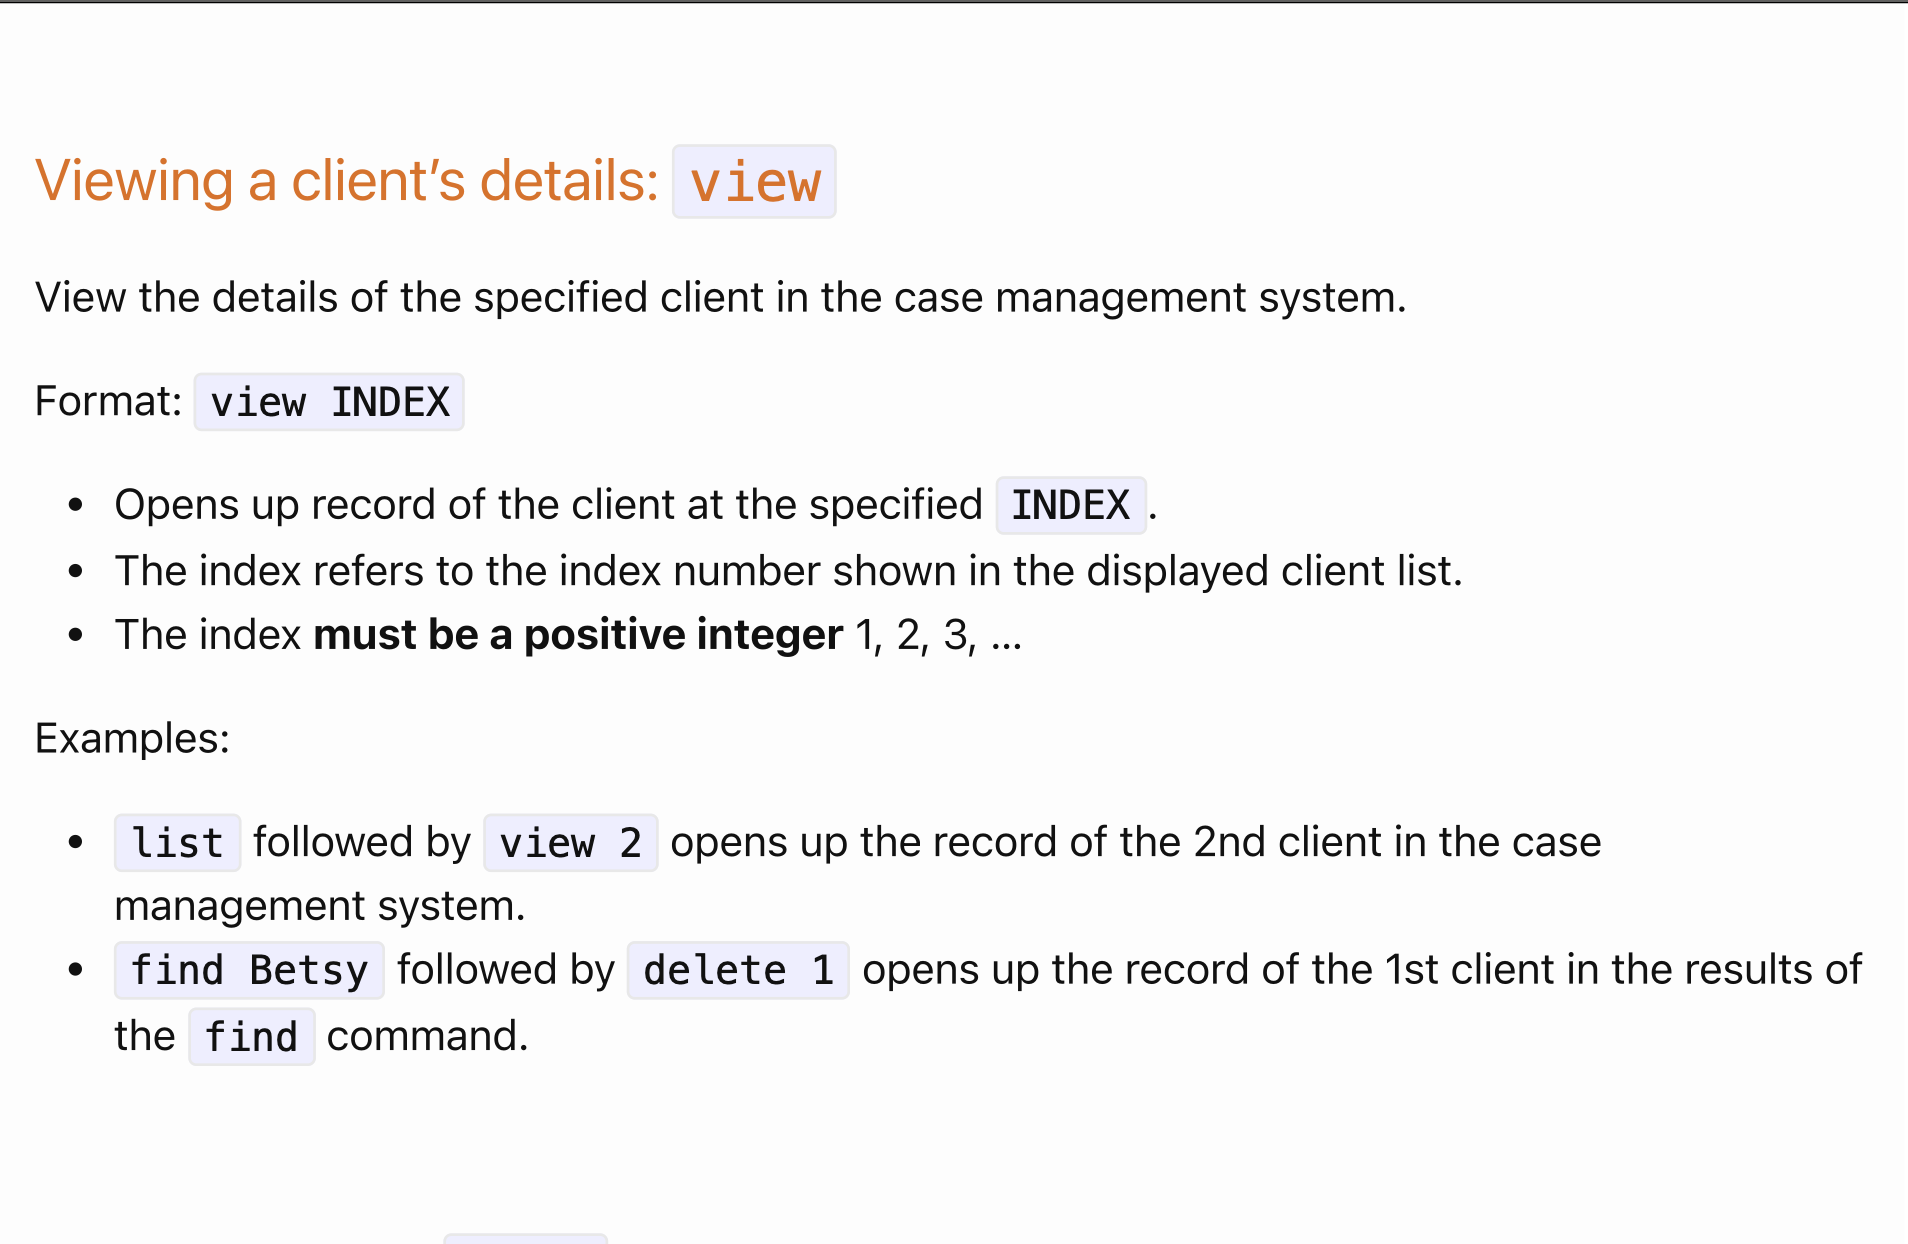 Viewing a client’s details: view
View the details of the specified client in the case management system.
Format: view INDEX
• Opens up record of the client at the specified INDEX.
• The index refers to the index number shown in the displayed client list.
• The index must be a positive integer 1, 2, 3, …
Examples:
• list followed by view 2 opens up the record of the 2nd client in the case
management system.
• find Betsy followed by delete 1 opens up the record of the 1st client in the results of
the find command.